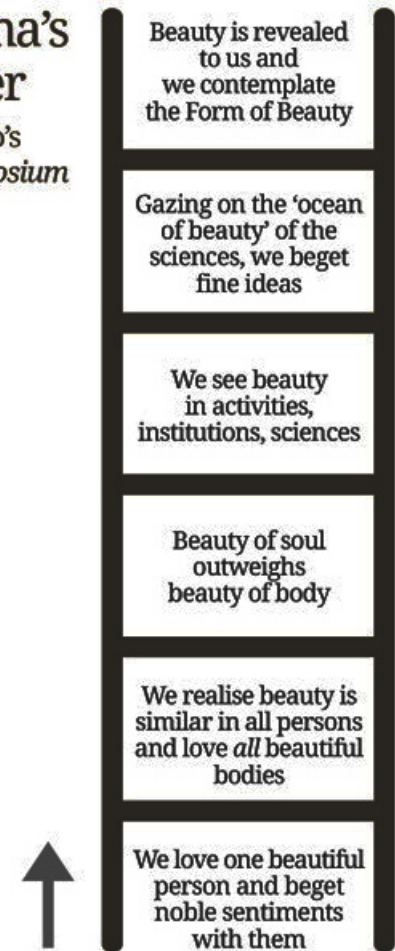 na’s
er
o’s
osium
Beauty is revealed
to us and
we contemplate
the Form of Beauty
Gazing on the ‘ocean
of beauty’ of the
sciences, we beget
fine ideas
We see beauty
in activities,
institutions, sciences
Beauty of soul
outweighs
beauty of body
We realise beauty is
similar in all persons
and love all beautiful
bodies
We love one beautiful
person and beget
noble sentiments
with them